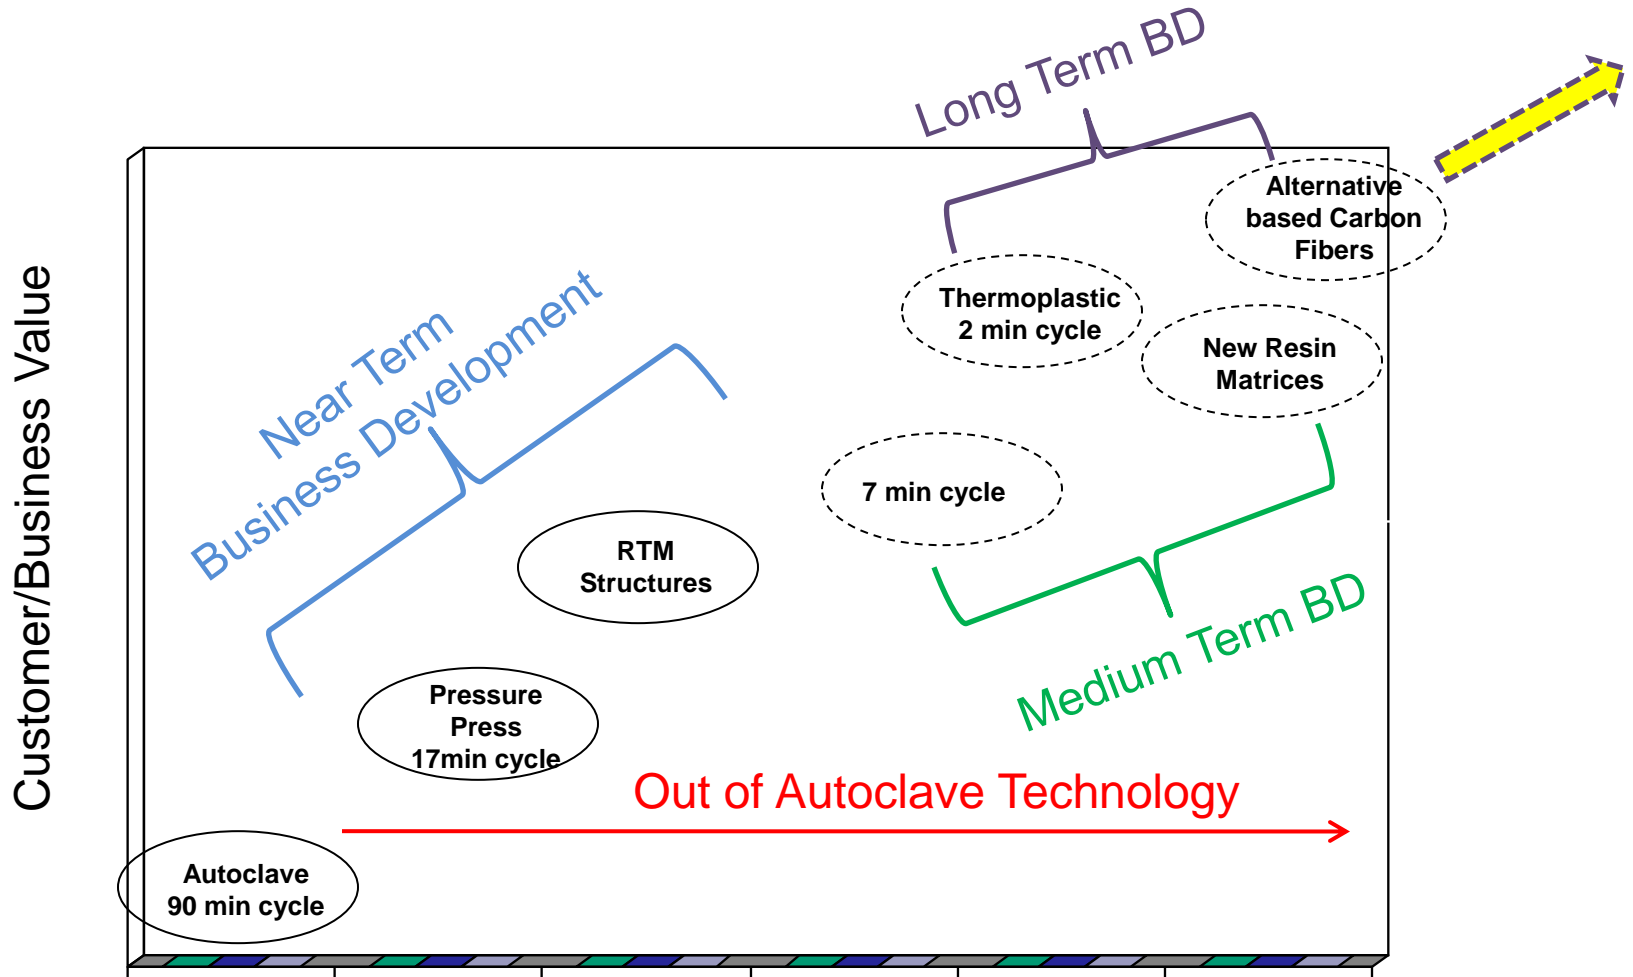 Long Term BD
Alternative
based Carbon
Fibers
Thermoplastic
2 min cycle
New Resin
Matrices
Near Term
Business Development
7 min cycle
RTM
Structures
Medium Term BD
Pressure
Press
17min cycle
Out of Autoclave Technology
Autoclave
90 min cycle
Customer/Business Value